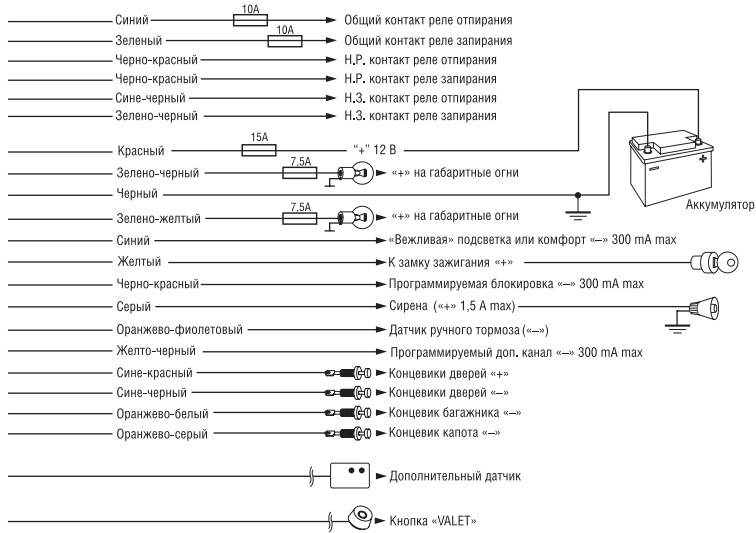 Синий 10А Общий контакт реле отпирания
Зеленый 10А Общий контакт реле запирания
Черно-красный Н.Р. контакт реле отпирания
Черно-красный Н.Р. контакт реле запирания
Сине-черный Н.З. контакт реле отпирания
Зелено-черный Н.З. контакт реле запирания
Красный 15А “+” 12 В
Зелено-черный 7,5А «+» на габаритные огни
Черный
+
–
Аккумулятор
Зелено-желтый 7,5А «+» на габаритные огни
Синий «Вежливая» подсветка или комфорт «–» 300 mA max
Желтый К замку зажигания «+»
Черно-красный Программируемая блокировка «–» 300 mA max
Серый Сирена («+» 1,5 A max)
Оранжево-фиолетовый Датчик ручного тормоза («–»)
Желто-черный Программируемый доп. канал «–» 300 mA max
Сине-красный Концевики дверей «+»
Сине-черный Концевики дверей «–»
Оранжево-белый Концевик багажника «–»
Оранжево-серый Концевик капота «–»
Дополнительный датчик
Кнопка «VALET»